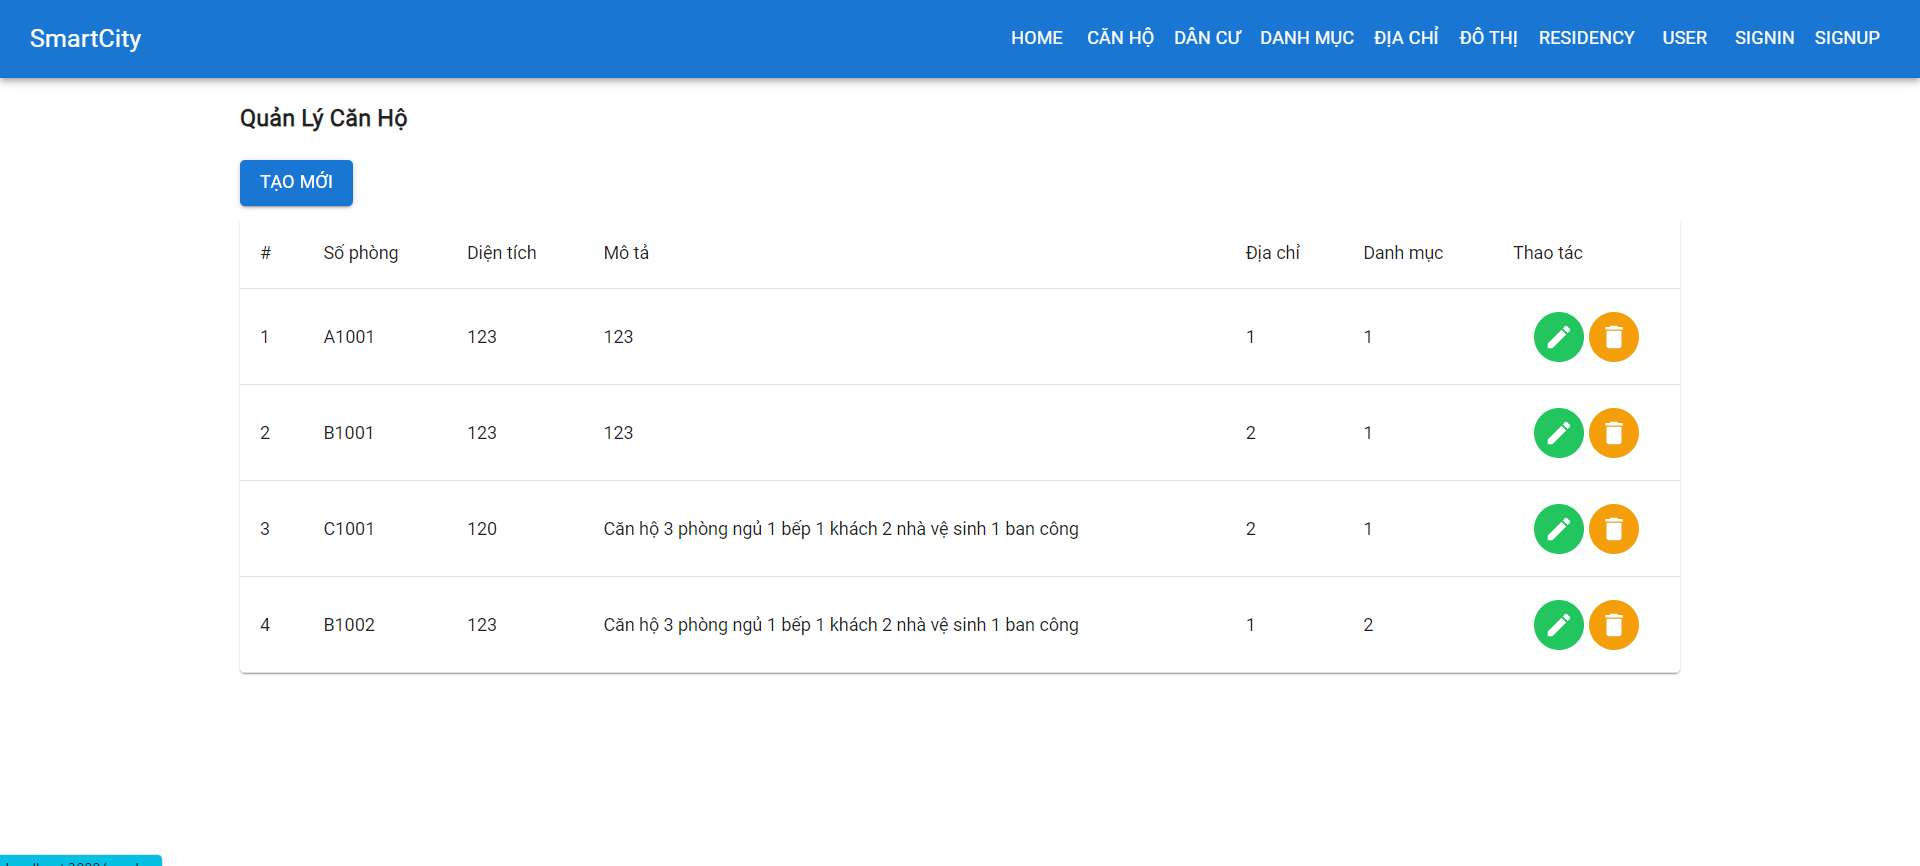 SmartCity HOME CĂN HỘ DÂN CƯ DANH MỤC ĐỊA CHỈ ĐÔ THỊ RESIDENCY USER SIGNIN SIGNUP
Quản Lý Căn Hộ
TẠO MỚI
# Số phòng Diện tích Mô tả Địa chỉ Danh mục Thao tác
1 A1001 123 123 1 1
2 B1001 123 123 2 1
3 C1001 120 Căn hộ 3 phòng ngủ 1 bếp 1 khách 2 nhà vệ sinh 1 ban công 2 1
4 B1002 123 Căn hộ 3 phòng ngủ 1 bếp 1 khách 2 nhà vệ sinh 1 ban công 1 2